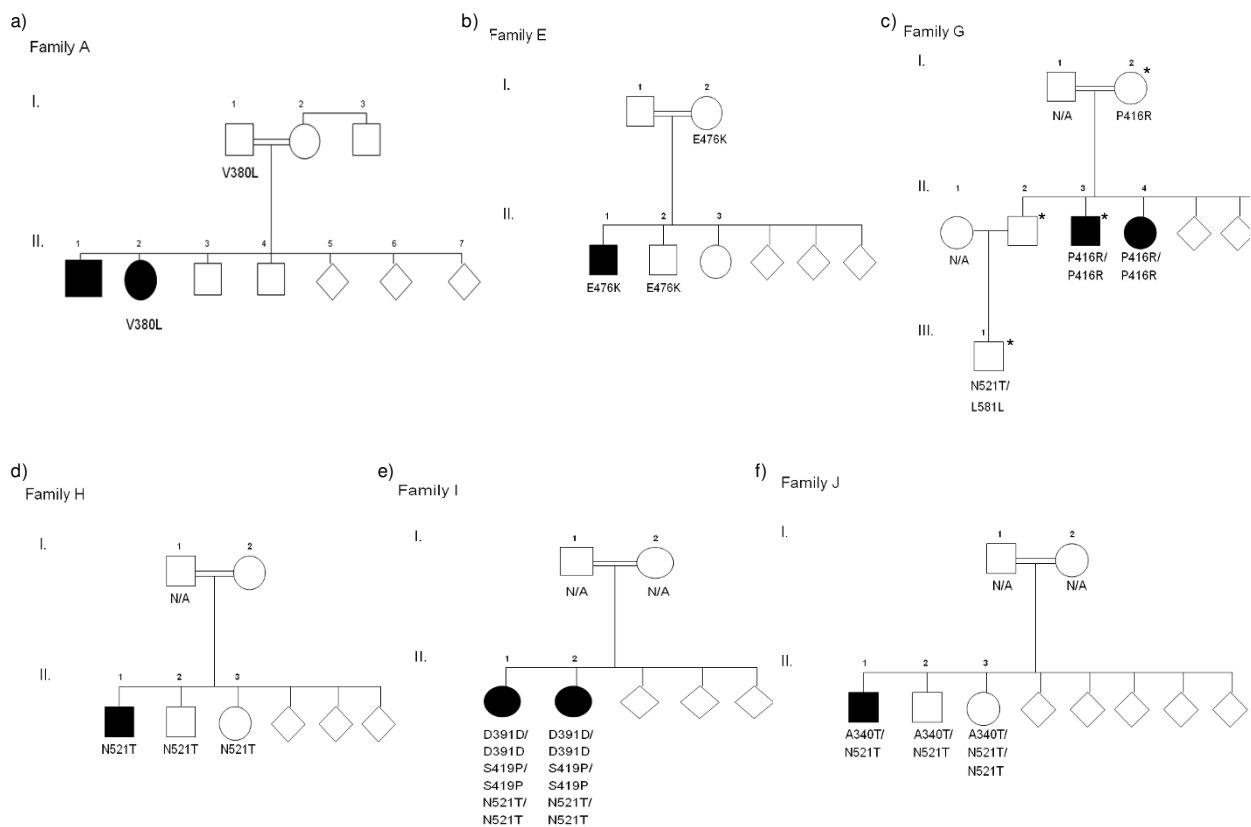 a)
Family A
I.
1
2
3
V380L
II.
1
2
3
4
5
6
7
V380L
b)
Family E
I.
1
2
E476K
II.
1
2
3
E476K
E476K
c)
Family G
I.
1
2
*
N/A
P416R
II.
1
2
3
4
*
*
N/A
P416R/
P416R
P416R/
P416R
III.
1
*
N521T/
L581L
d)
Family H
I.
1
2
N/A
II.
1
2
3
N521T
N521T
N521T
e)
Family I
I.
1
2
N/A
N/A
II.
1
2
D391D/
D391D
S419P/
S419P
N521T/
N521T
D391D/
D391D
S419P/
S419P
N521T/
N521T
f)
Family J
I.
1
2
N/A
N/A
II.
1
2
3
A340T/
N521T
A340T/
N521T
A340T/
N521T/
N521T